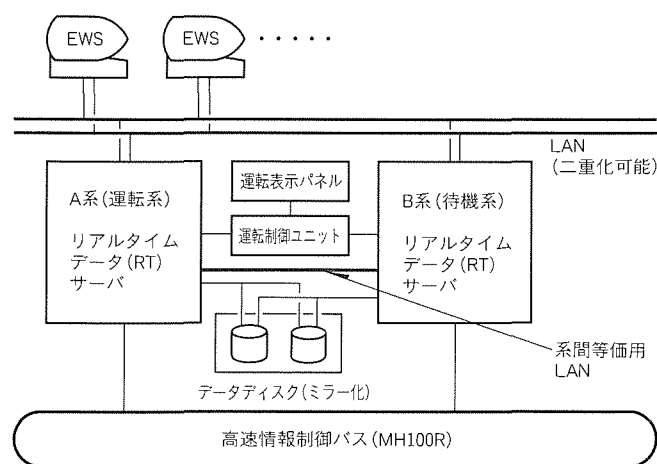 EWS
EWS
・・・・・
LAN
(二重化可能)
A系(運転系)
リアルタイム
データ(RT)
サーバ
運転表示パネル
運転制御ユニット
B系(待機系)
リアルタイム
データ(RT)
サーバ
系間等価用
LAN
データディスク(ミラー化)
高速情報制御バス(MH100R)